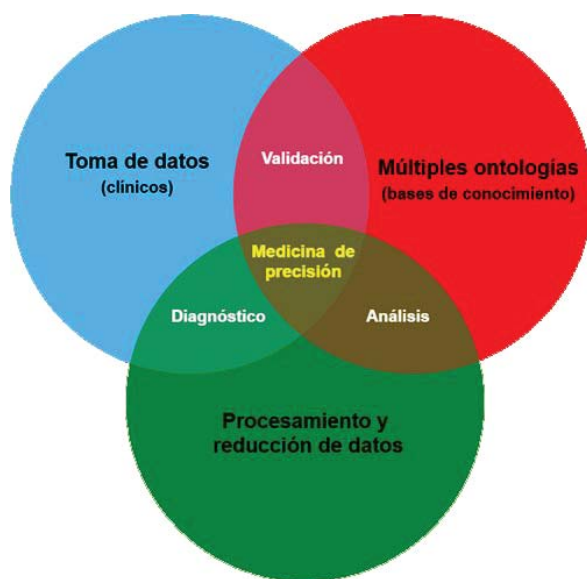 Validación
Toma de datos
(clínicos)
Múltiples ontologías
(bases de conocimiento)
Medicina de
precisión
Diagnóstico
Análisis
Procesamiento y
reducción de datos